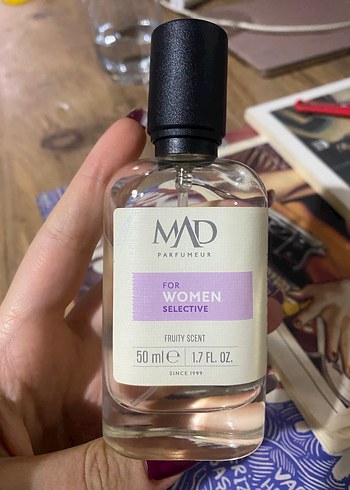 MAD
PARFUMEUR
FOR
WOMEN
SELECTIVE
FRUITY SCENT
50 ml ℮ 1.7 FL. OZ.
SINCE 1999